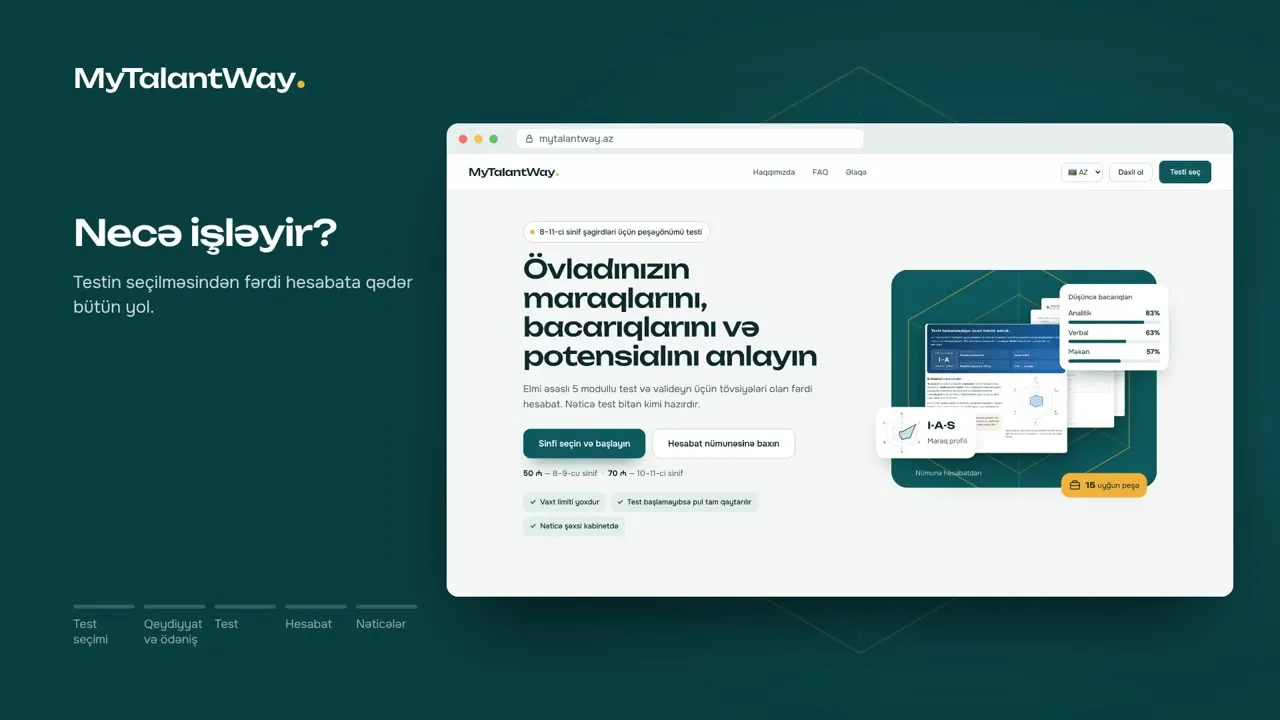 MyTalantWay.
Necə işləyir?
Testin seçilməsindən fərdi hesabata qədər
bütün yol.
Test
seçimi
Qeydiyyat
və ödəniş
Test
Hesabat
Nəticələr
mytalantway.az
MyTalantWay.
Haqqımızda
FAQ
Əlaqə
AZ
Daxil ol
Testi seç
8–11-ci sinif şagirdləri üçün peşəyönümü testi
Övladınızın
maraqlarını,
bacarıqlarını və
potensialını anlayın
Elmi əsaslı 5 modullu test və valideyn üçün tövsiyələri olan fərdi
hesabat. Nəticə test bitən kimi hazırdır.
Sinfi seçin və başlayın
Hesabat nümunəsinə baxın
50 ₼ — 8–9-cu sinif · 70 ₼ — 10–11-ci sinif
✓ Vaxt limiti yoxdur
✓ Test başlamayıbsa pul tam qaytarılır
✓ Nəticə şəxsi kabinetdə
Düşüncə bacarıqları
Analitik 83%
Verbal 63%
Məkan 57%
I-A
I-A-S
Maraq profili
Nümunə hesabatdan
15 uyğun peşə